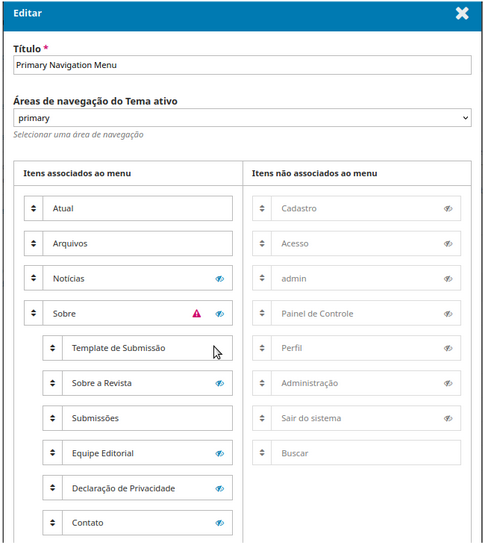 Editar
Título *
Primary Navigation Menu
Áreas de navegação do Tema ativo
primary
Selecionar uma área de navegação
Itens associados ao menu
Itens não associados ao menu
Atual
Cadastro
Arquivos
Acesso
Notícias
admin
Sobre
Painel de Controle
Template de Submissão
Perfil
Sobre a Revista
Administração
Submissões
Sair do sistema
Equipe Editorial
Buscar
Declaração de Privacidade
Contato